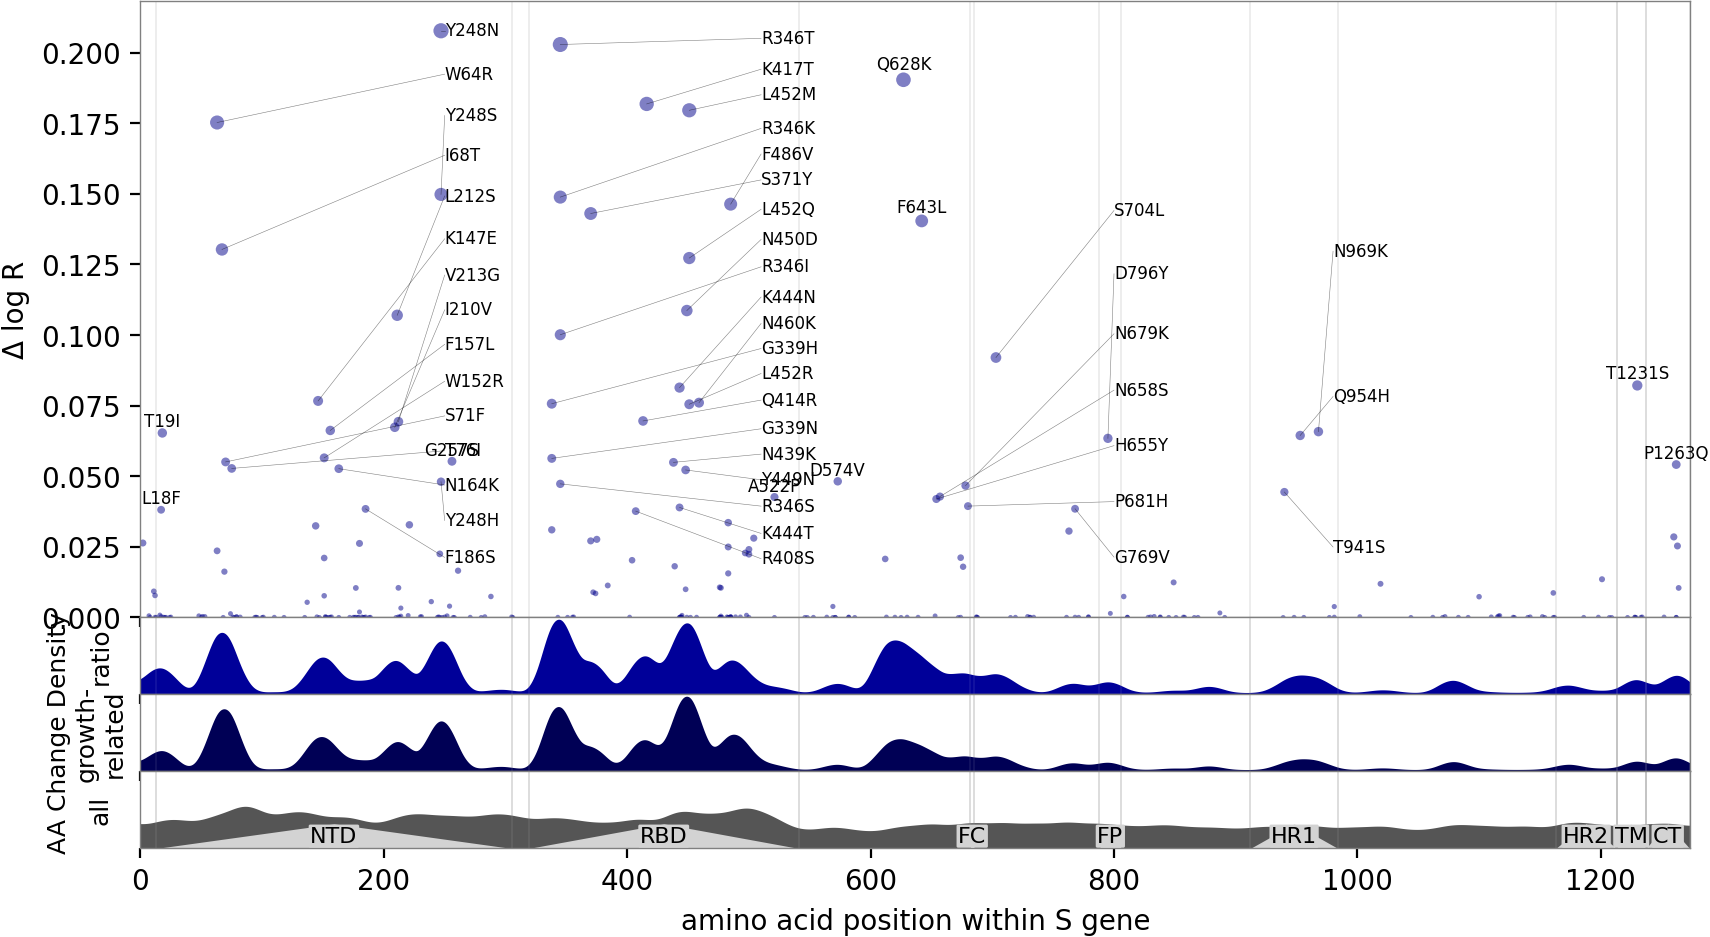 Δ log R
0.200
0.175
0.150
0.125
0.100
0.075
0.050
0.025
0.000
Y248N
W64R
Y248S
I68T
L212S
K147E
V213G
I210V
F157L
W152R
S71F
G257S
T76I
N164K
Y248H
F186S
T19I
L18F
R346T
K417T
L452M
R346K
F486V
S371Y
L452Q
N450D
R346I
K444N
N460K
G339H
L452R
Q414R
G339N
N439K
Y449N
R346S
K444T
R408S
A522P
D574V
Q628K
F643L
S704L
D796Y
N679K
N658S
H655Y
P681H
G769V
N969K
Q954H
T941S
T1231S
P1263Q
AA Change Density
ratio
growth-
related
all
NTD
RBD
FC
FP
HR1
HR2
TM
CT
0
200
400
600
800
1000
1200
amino acid position within S gene